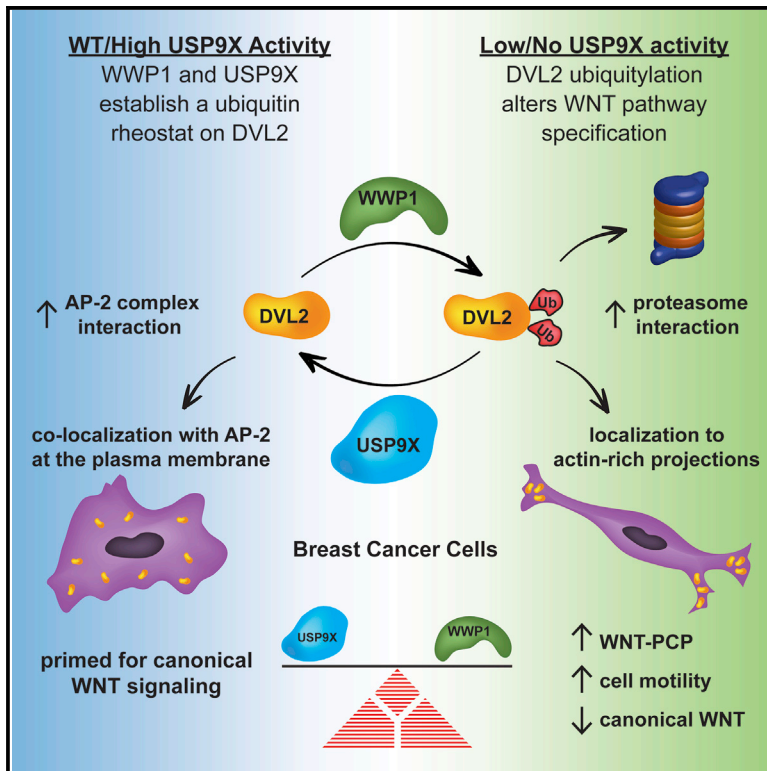 WT/High USP9X Activity
WWP1 and USP9X
establish a ubiquitin
rheostat on DVL2
Low/No USP9X activity
DVL2 ubiquitylation
alters WNT pathway
specification
WWP1
↑ AP-2 complex
interaction
DVL2
DVL2
Ub
Ub
↑ proteasome
interaction
USP9X
co-localization with AP-2
at the plasma membrane
localization to
actin-rich projections
Breast Cancer Cells
primed for canonical
WNT signaling
USP9X
WWP1
↑ WNT-PCP
↑ cell motility
↓ canonical WNT